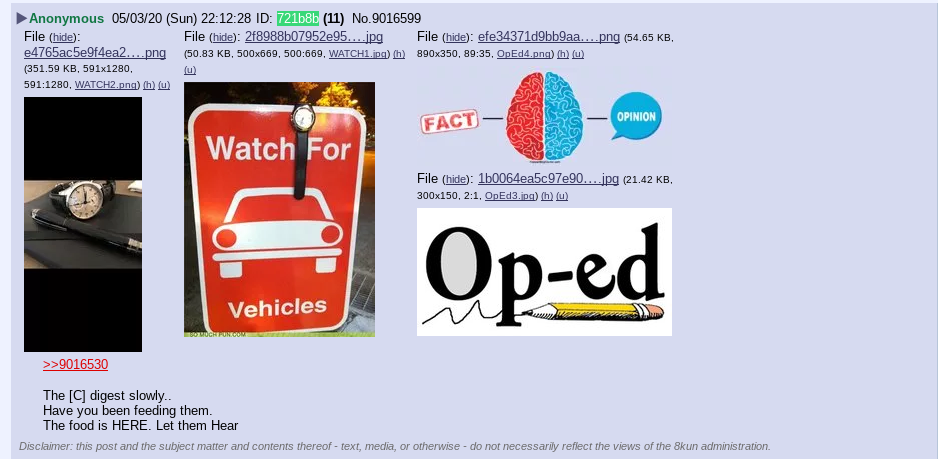 ▶Anonymous 05/03/20 (Sun) 22:12:28 ID: 721b8b (11) No.9016599
File (hide):
e4765ac5e9f4ea2….png
(351.59 KB, 591x1280,
591:1280, WATCH2.png) (h) (u)
File (hide): 2f8988b07952e95….jpg
(50.83 KB, 500x669, 500:669, WATCH1.jpg) (h)
(u)
Watch For
Vehicles
SO MUCH PUN.COM
File (hide): efe34371d9bb9aa….png (54.65 KB,
890x350, 89:35, OpEd4.png) (h) (u)
FACT
OPINION
File (hide): 1b0064ea5c97e90….jpg (21.42 KB,
300x150, 2:1, OpEd3.jpg) (h) (u)
Op-ed
>>9016530
The [C] digest slowly..
Have you been feeding them.
The food is HERE. Let them Hear
Disclaimer: this post and the subject matter and contents thereof - text, media, or otherwise - do not necessarily reflect the views of the 8kun administration.